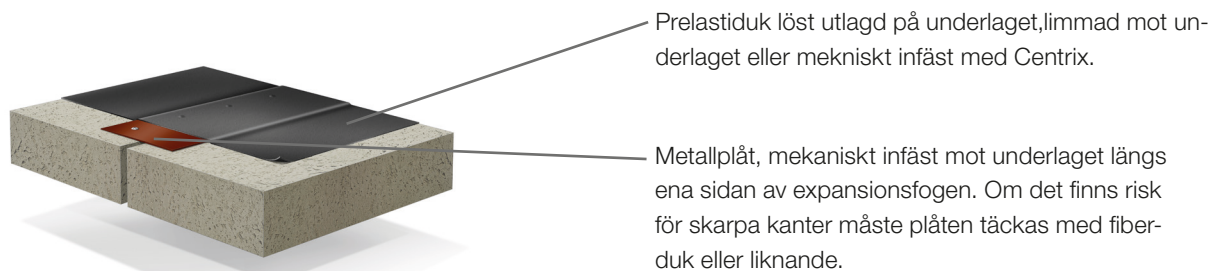 Prelastiduk löst utlagd på underlaget,limmad mot un-
derlaget eller mekniskt infäst med Centrix.
Metallplåt, mekaniskt infäst mot underlaget längs
ena sidan av expansionsfogen. Om det finns risk
för skarpa kanter måste plåten täckas med fiber-
duk eller liknande.